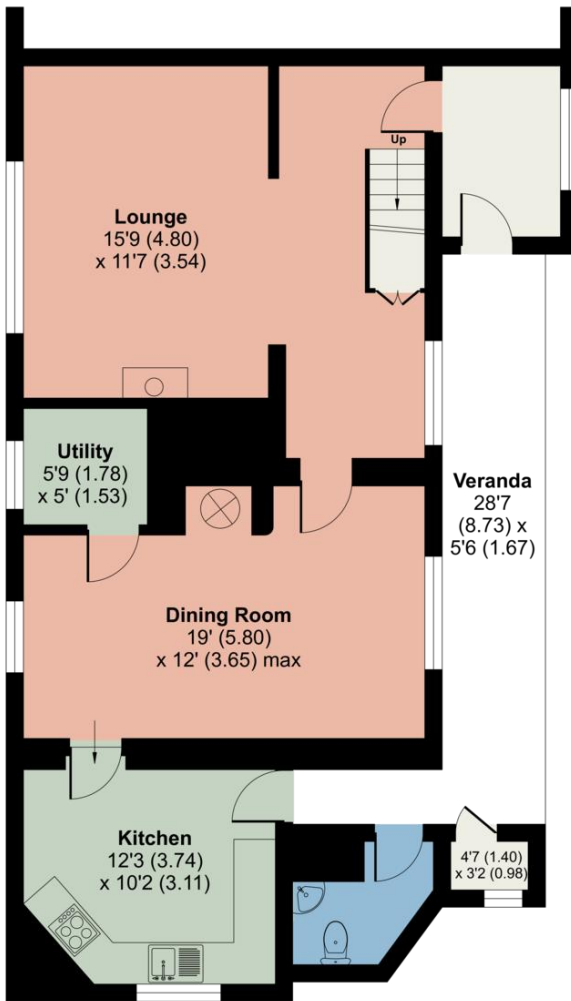 Up
Lounge
15'9 (4.80)
x 11'7 (3.54)
Utility
5'9 (1.78)
x 5' (1.53)
Veranda
28'7
(8.73) x
5'6 (1.67)
Dining Room
19' (5.80)
x 12' (3.65) max
Kitchen
12'3 (3.74)
x 10'2 (3.11)
4'7 (1.40)
x 3'2 (0.98)